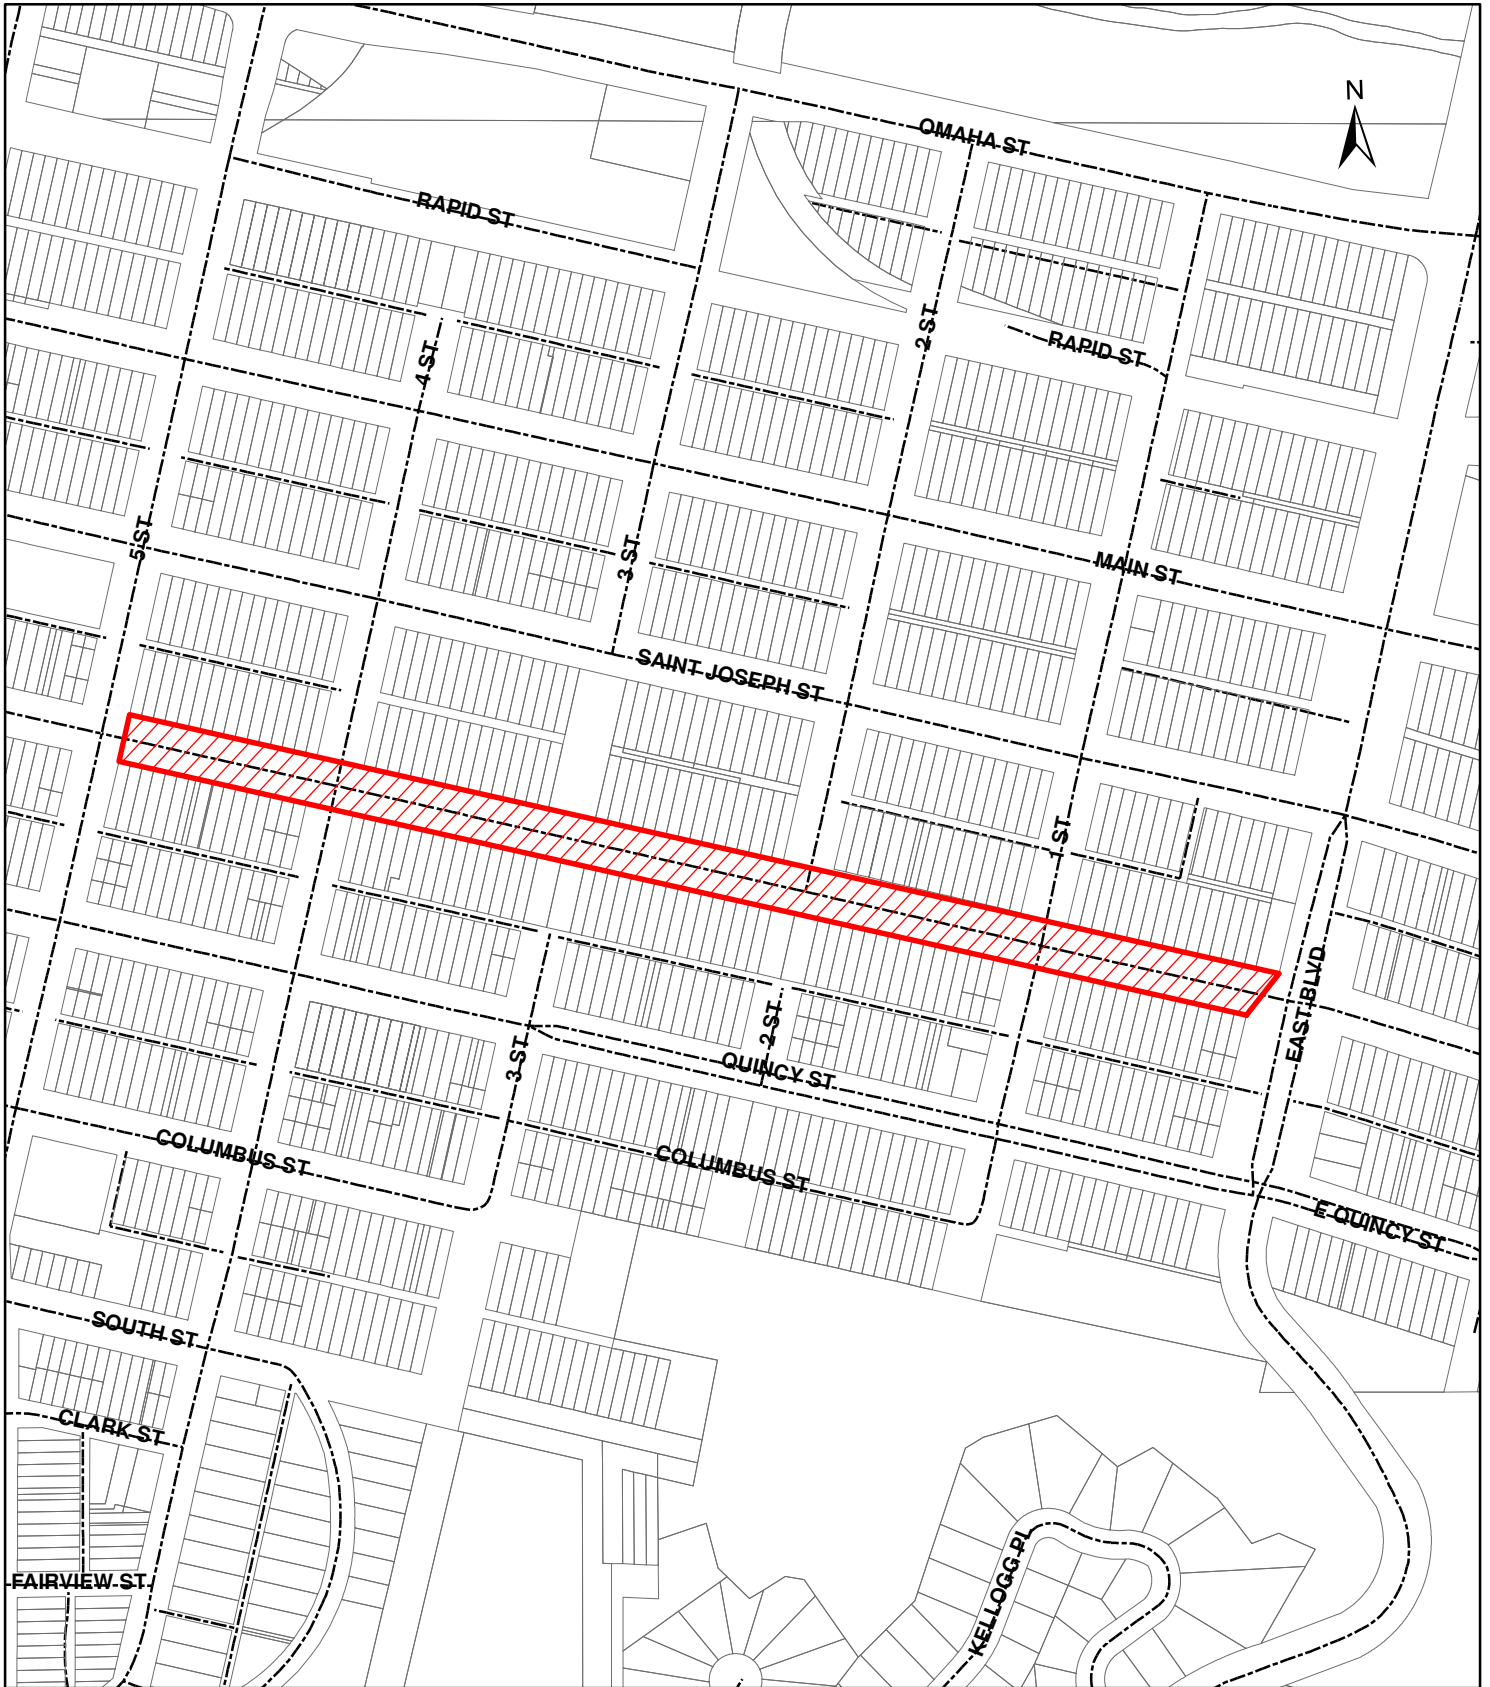 N
OMAHA ST
RAPID ST
2 ST
RAPID ST
4 ST
5 ST
3 ST
MAIN ST
SAINT JOSEPH ST
1 ST
EAST BLVD
2 ST
3 ST
QUINCY ST
COLUMBUS ST
COLUMBUS ST
E QUINCY ST
SOUTH ST
CLARK ST
KELLOGG PL
FAIRVIEW ST